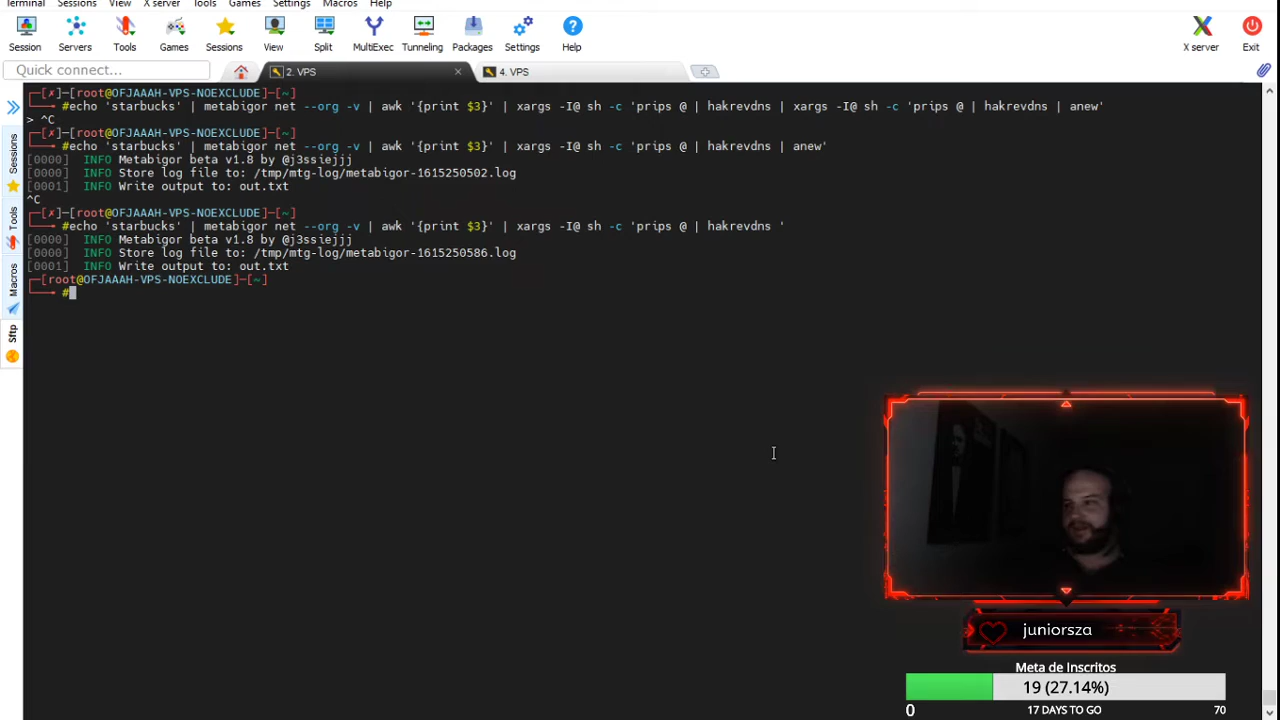 Terminal Sessions View X server Tools Games Settings Macros Help
Session Servers Tools Games Sessions View Split MultiExec Tunneling Packages Settings Help X server Exit
Quick connect... 2. VPS 4. VPS
Sessions
Tools
Macros
Sftp
┌─[✗]─[root@OFJAAAH-VPS-NOEXCLUDE]─[~]
└──╼ #echo 'starbucks' | metabigor net --org -v | awk '{print $3}' | xargs -I@ sh -c 'prips @ | hakrevdns | xargs -I@ sh -c 'prips @ | hakrevdns | anew'
> ^C
┌─[✗]─[root@OFJAAAH-VPS-NOEXCLUDE]─[~]
└──╼ #echo 'starbucks' | metabigor net --org -v | awk '{print $3}' | xargs -I@ sh -c 'prips @ | hakrevdns | anew'
[0000] INFO Metabigor beta v1.8 by @j3ssiejjj
[0000] INFO Store log file to: /tmp/mtg-log/metabigor-1615250502.log
[0001] INFO Write output to: out.txt
^C
┌─[✗]─[root@OFJAAAH-VPS-NOEXCLUDE]─[~]
└──╼ #echo 'starbucks' | metabigor net --org -v | awk '{print $3}' | xargs -I@ sh -c 'prips @ | hakrevdns '
[0000] INFO Metabigor beta v1.8 by @j3ssiejjj
[0000] INFO Store log file to: /tmp/mtg-log/metabigor-1615250586.log
[0001] INFO Write output to: out.txt
┌─[root@OFJAAAH-VPS-NOEXCLUDE]─[~]
└──╼ #
juniorsza
Meta de Inscritos
19 (27.14%)
0 17 DAYS TO GO 70